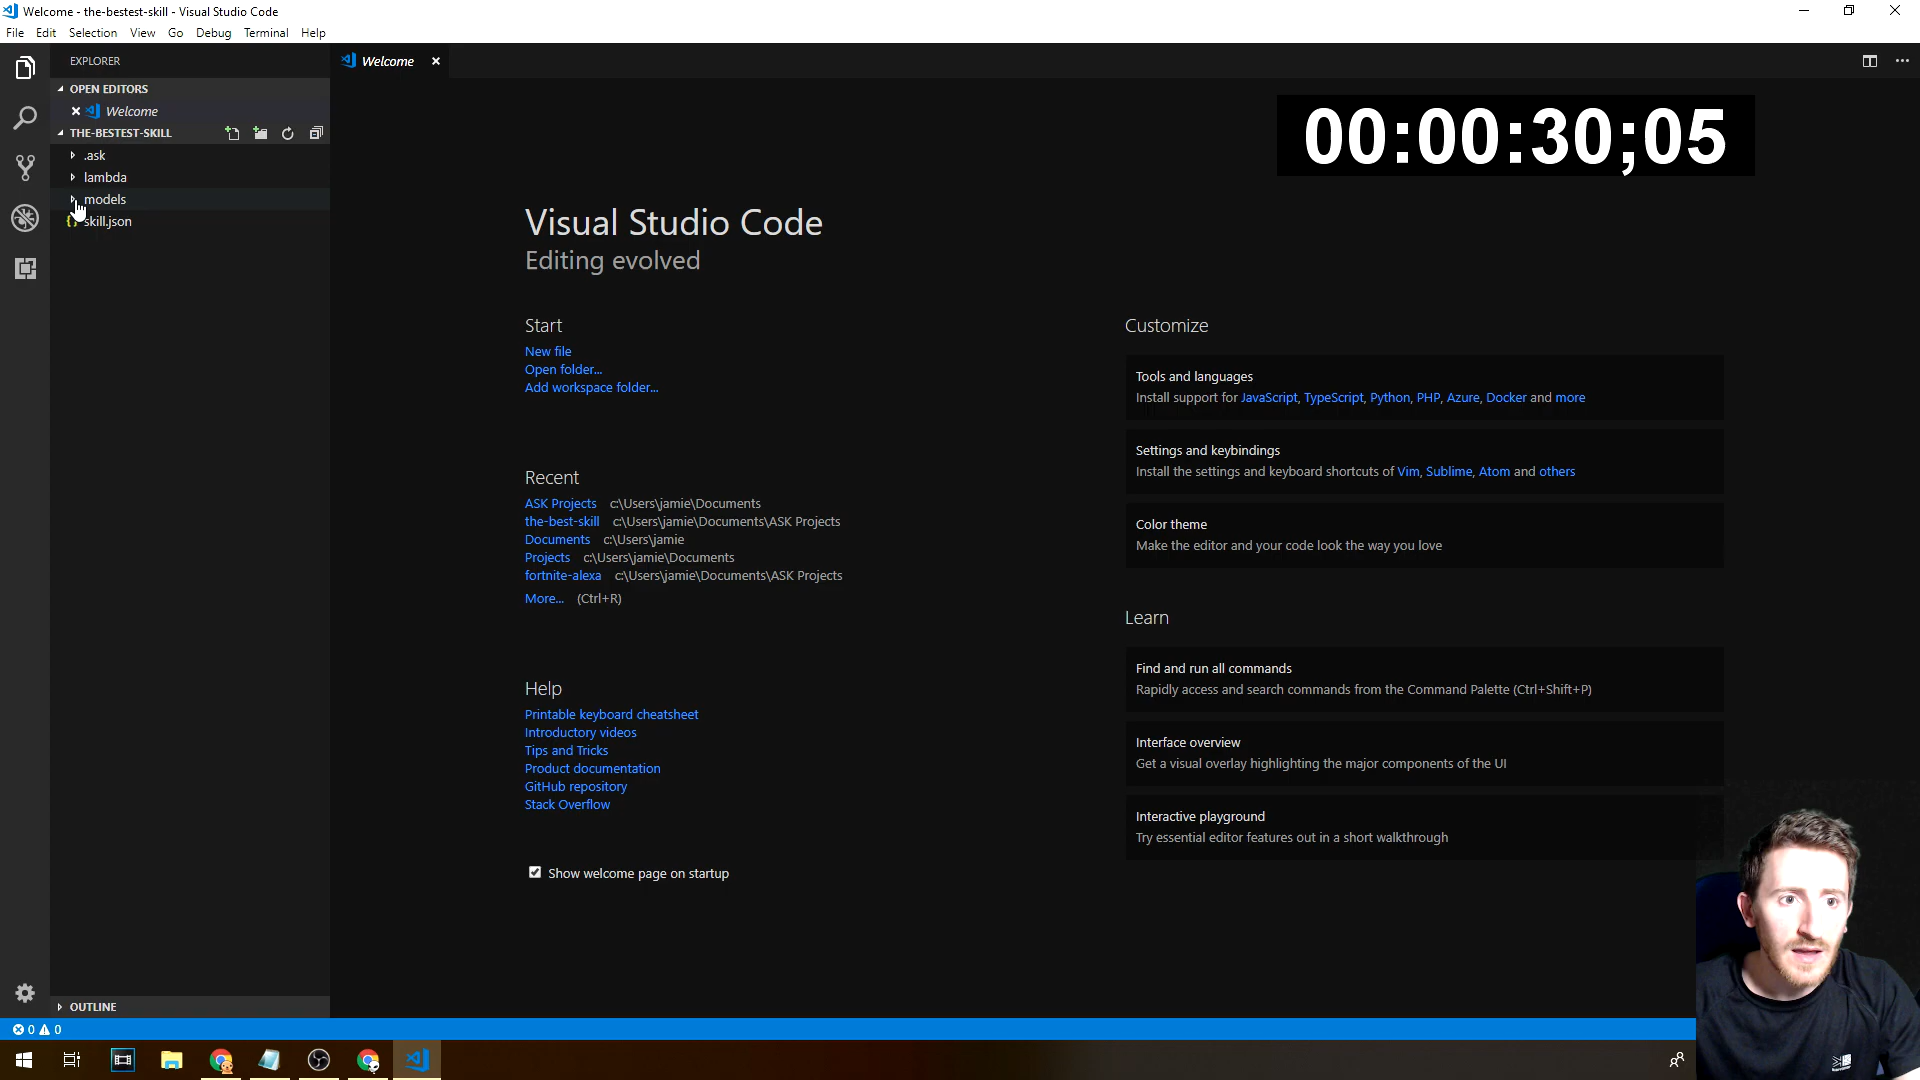 Welcome - the-bestest-skill - Visual Studio Code
File Edit Selection View Go Debug Terminal Help
EXPLORER
Welcome
OPEN EDITORS
Welcome
THE-BESTEST-SKILL
.ask
lambda
models
skill.json
00:00:30;05
Visual Studio Code
Editing evolved
Start
New file
Open folder...
Add workspace folder...
Recent
ASK Projects c:\Users\jamie\Documents
the-best-skill c:\Users\jamie\Documents\ASK Projects
Documents c:\Users\jamie
Projects c:\Users\jamie\Documents
fortnite-alexa c:\Users\jamie\Documents\ASK Projects
More... (Ctrl+R)
Help
Printable keyboard cheatsheet
Introductory videos
Tips and Tricks
Product documentation
GitHub repository
Stack Overflow
Show welcome page on startup
Customize
Tools and languages
Install support for JavaScript, TypeScript, Python, PHP, Azure, Docker and more
Settings and keybindings
Install the settings and keyboard shortcuts of Vim, Sublime, Atom and others
Color theme
Make the editor and your code look the way you love
Learn
Find and run all commands
Rapidly access and search commands from the Command Palette (Ctrl+Shift+P)
Interface overview
Get a visual overlay highlighting the major components of the UI
Interactive playground
Try essential editor features out in a short walkthrough
OUTLINE
0 0